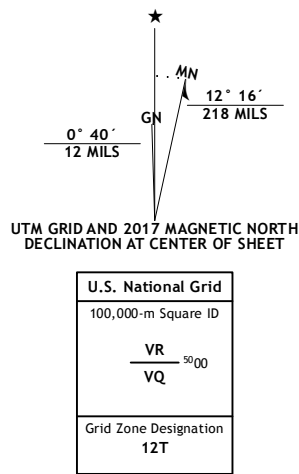 ★
MN
GN
12° 16´
218 MILS
0° 40´
12 MILS
UTM GRID AND 2017 MAGNETIC NORTH
DECLINATION AT CENTER OF SHEET
U.S. National Grid
100,000-m Square ID
VR
5000
VQ
Grid Zone Designation
12T